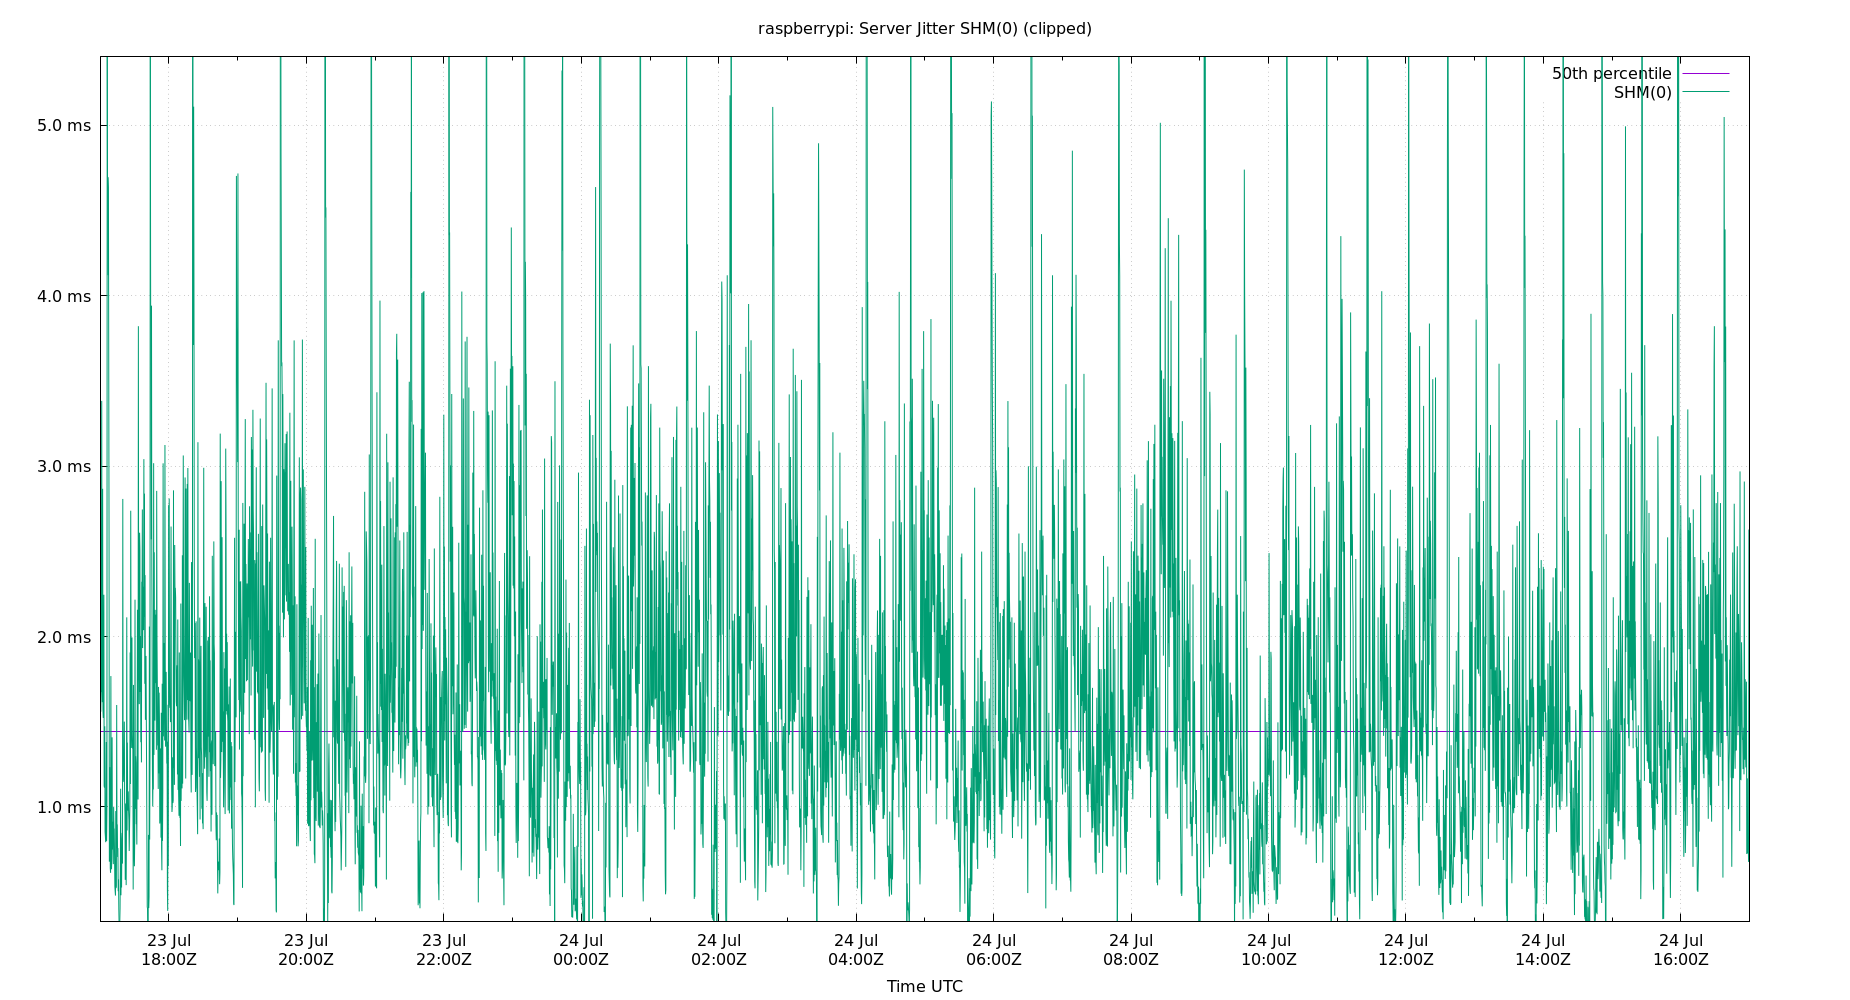 raspberrypi: Server Jitter SHM(0) (clipped)
50th percentile
SHM(0)
5.0 ms
4.0 ms
3.0 ms
2.0 ms
1.0 ms
23 Jul 23 Jul 23 Jul 24 Jul 24 Jul 24 Jul 24 Jul 24 Jul 24 Jul 24 Jul 24 Jul 24 Jul
18:00Z 20:00Z 22:00Z 00:00Z 02:00Z 04:00Z 06:00Z 08:00Z 10:00Z 12:00Z 14:00Z 16:00Z
Time UTC